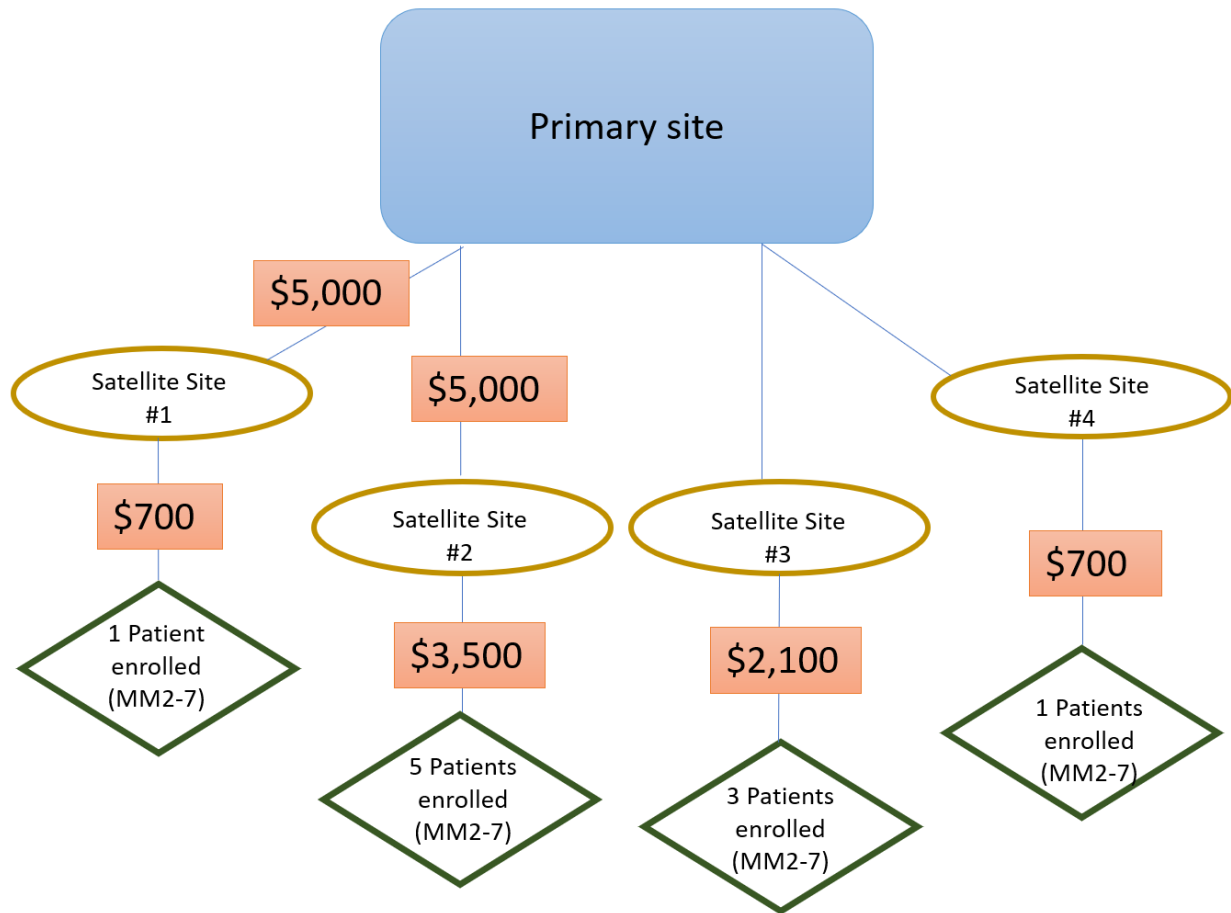 Primary site
$5,000
$5,000
Satellite Site
#1
Satellite Site
#2
Satellite Site
#3
Satellite Site
#4
$700
$3,500
$2,100
$700
1 Patient
enrolled
(MM2-7)
5 Patients
enrolled
(MM2-7)
3 Patients
enrolled
(MM2-7)
1 Patients
enrolled
(MM2-7)